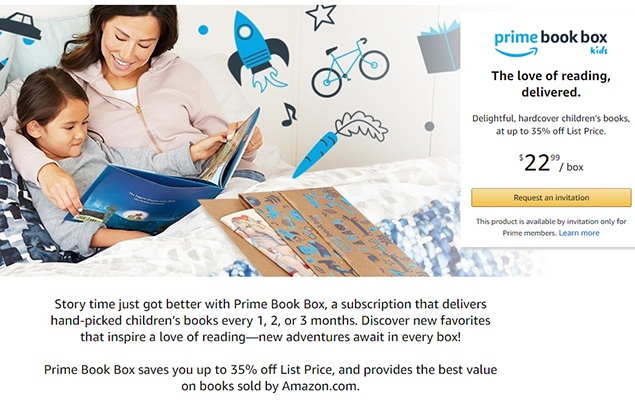 prime book box
kids
The love of reading,
delivered.
Delightful, hardcover children's books,
at up to 35% off List Price.
$22.99 / box
Request an invitation
This product is available by invitation only for
Prime members. Learn more
Story time just got better with Prime Book Box, a subscription that delivers
hand-picked children's books every 1, 2, or 3 months. Discover new favorites
that inspire a love of reading—new adventures await in every box!
Prime Book Box saves you up to 35% off List Price, and provides the best value
on books sold by Amazon.com.